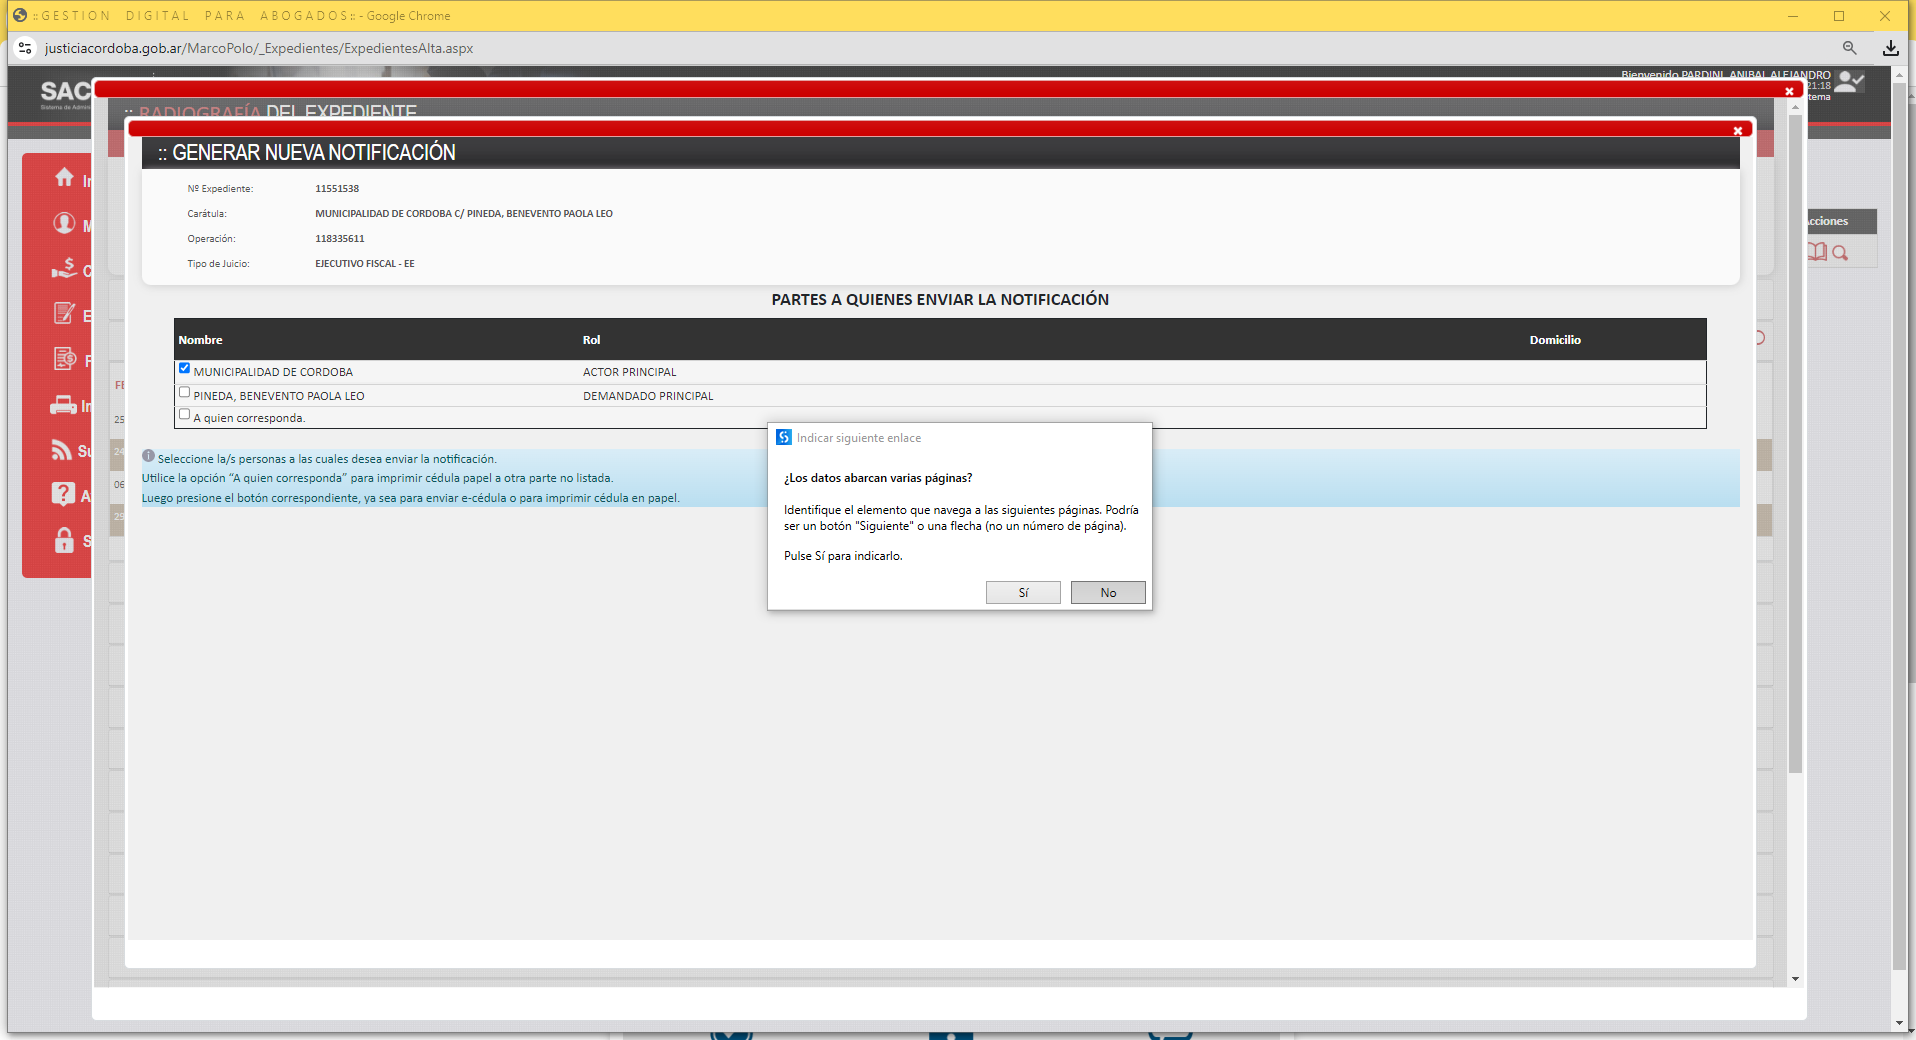 :: G E S T I O N D I G I T A L P A R A A B O G A D O S :: - Google Chrome
justiciacordoba.gob.ar/MarcoPolo/_Expedientes/ExpedientesAlta.aspx
SAC
Bienvenido PARDINI, ANIBAL ALEJANDRO
21:18
:: RADIOGRAFÍA DEL EXPEDIENTE
:: GENERAR NUEVA NOTIFICACIÓN
Nº Expediente: 11551538
Carátula: MUNICIPALIDAD DE CORDOBA C/ PINEDA, BENEVENTO PAOLA LEO
Operación: 118335611
Tipo de Juicio: EJECUTIVO FISCAL - EE
Acciones
PARTES A QUIENES ENVIAR LA NOTIFICACIÓN
Nombre Rol Domicilio
MUNICIPALIDAD DE CORDOBA ACTOR PRINCIPAL
PINEDA, BENEVENTO PAOLA LEO DEMANDADO PRINCIPAL
A quien corresponda.
Seleccione la/s personas a las cuales desea enviar la notificación.
Utilice la opción “A quien corresponda” para imprimir cédula papel a otra parte no listada.
Luego presione el botón correspondiente, ya sea para enviar e-cédula o para imprimir cédula en papel.
Indicar siguiente enlace
¿Los datos abarcan varias páginas?
Identifique el elemento que navega a las siguientes páginas. Podría
ser un botón "Siguiente" o una flecha (no un número de página).
Pulse Sí para indicarlo.
Sí No
25
24
06
29